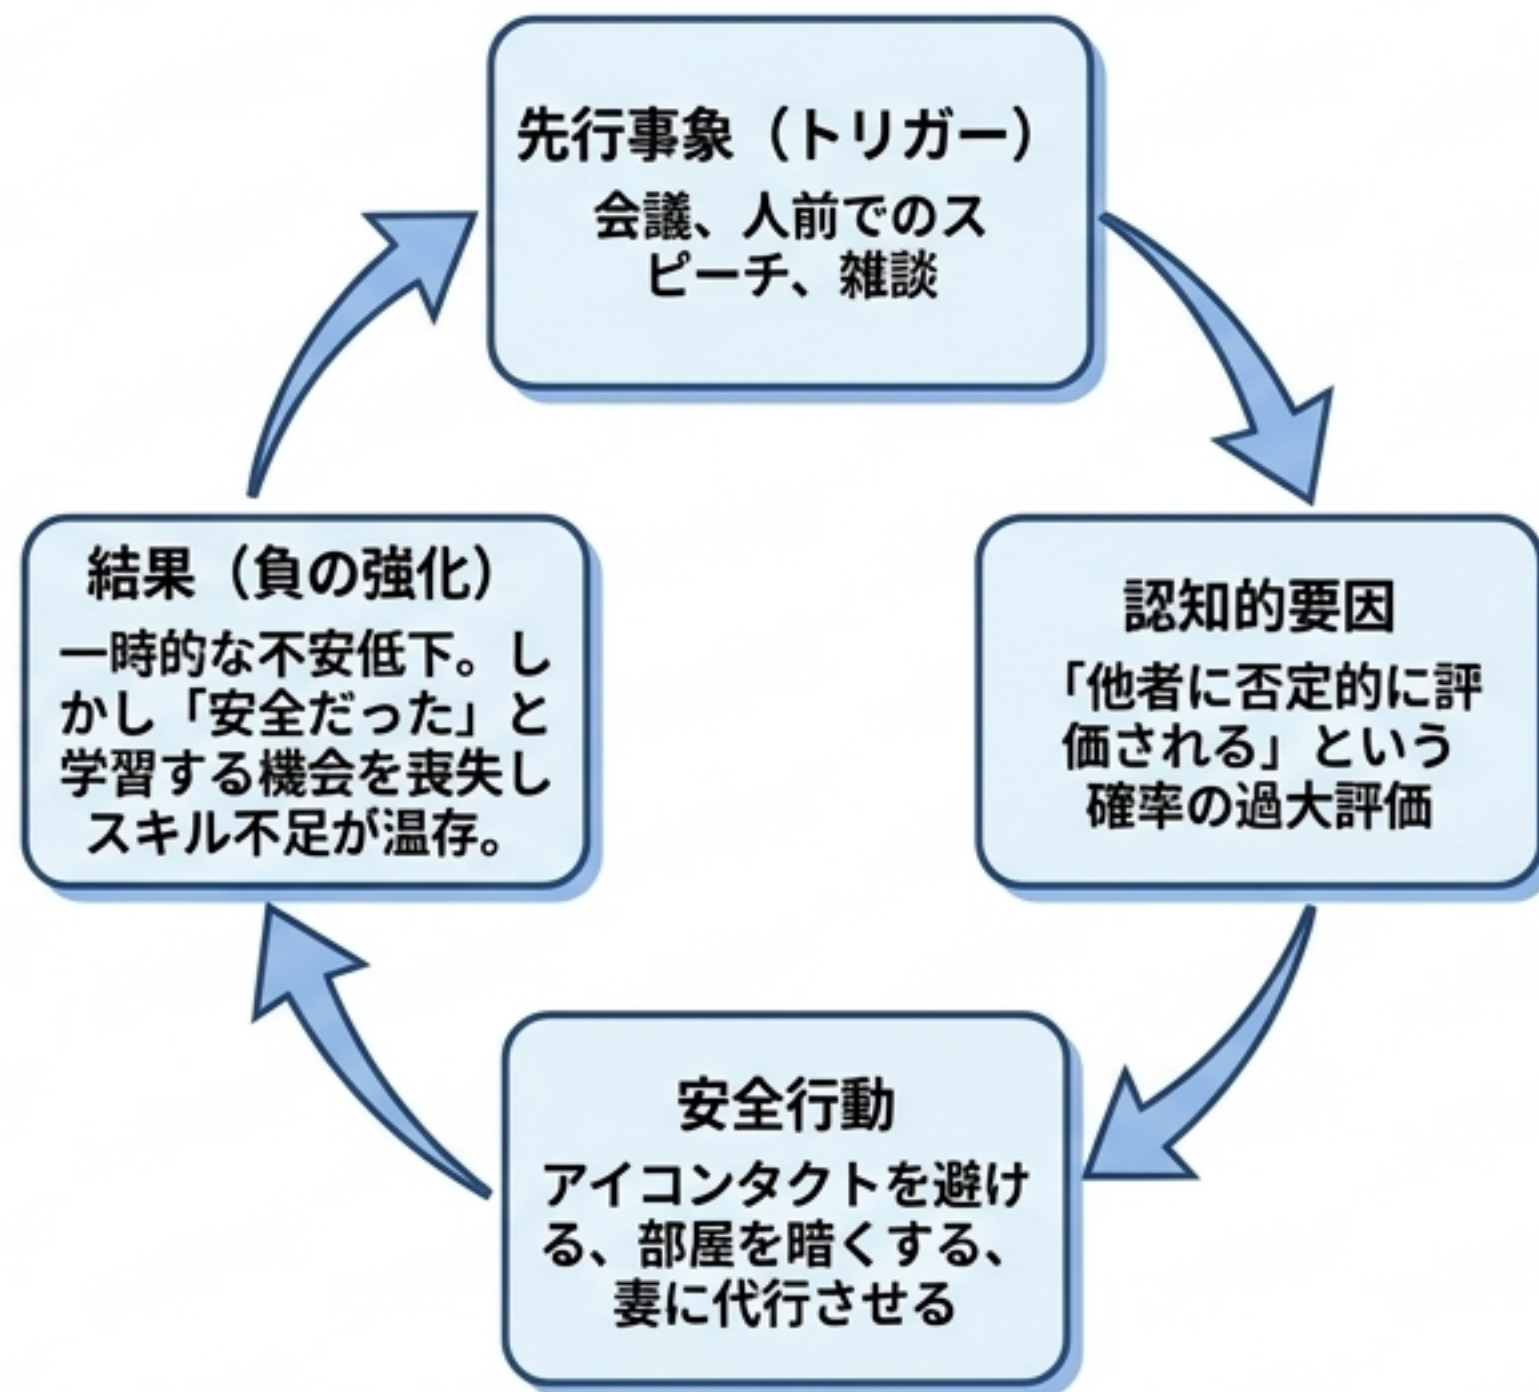 先行事象（トリガー）
会議、人前でのス
ピーチ、雑談
認知的要因
「他者に否定的に評
価される」という
確率の過大評価
安全行動
アイコンタクトを避け
る、部屋を暗くする、
妻に代行させる
結果（負の強化）
一時的な不安低下。し
かし「安全だった」と
学習する機会を喪失し
スキル不足が温存。